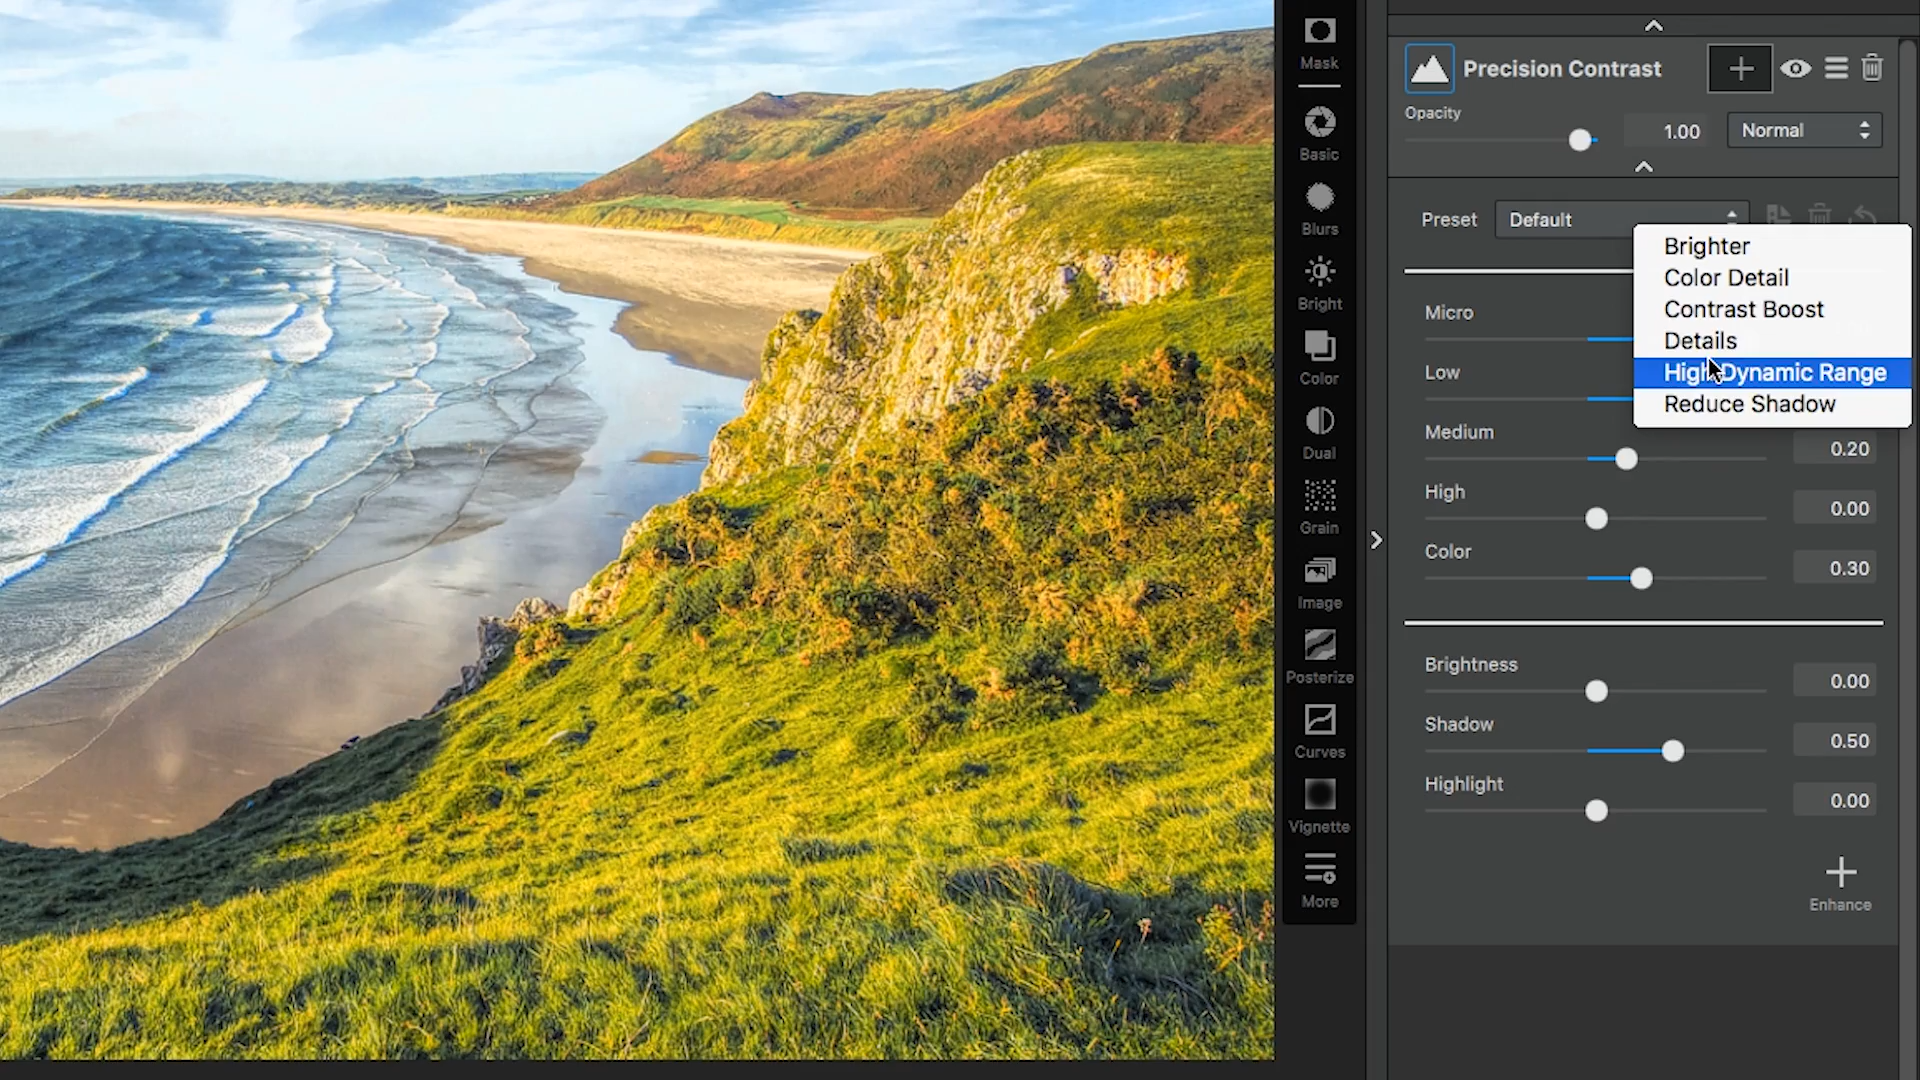 Mask
Basic
Blurs
Bright
Color
Dual
Grain
Image
Posterize
Curves
Vignette
More
Precision Contrast
Opacity
1.00
Normal
Preset
Default
Brighter
Color Detail
Contrast Boost
Details
High Dynamic Range
Reduce Shadow
Micro
Low
Medium
0.20
High
0.00
Color
0.30
Brightness
0.00
Shadow
0.50
Highlight
0.00
Enhance